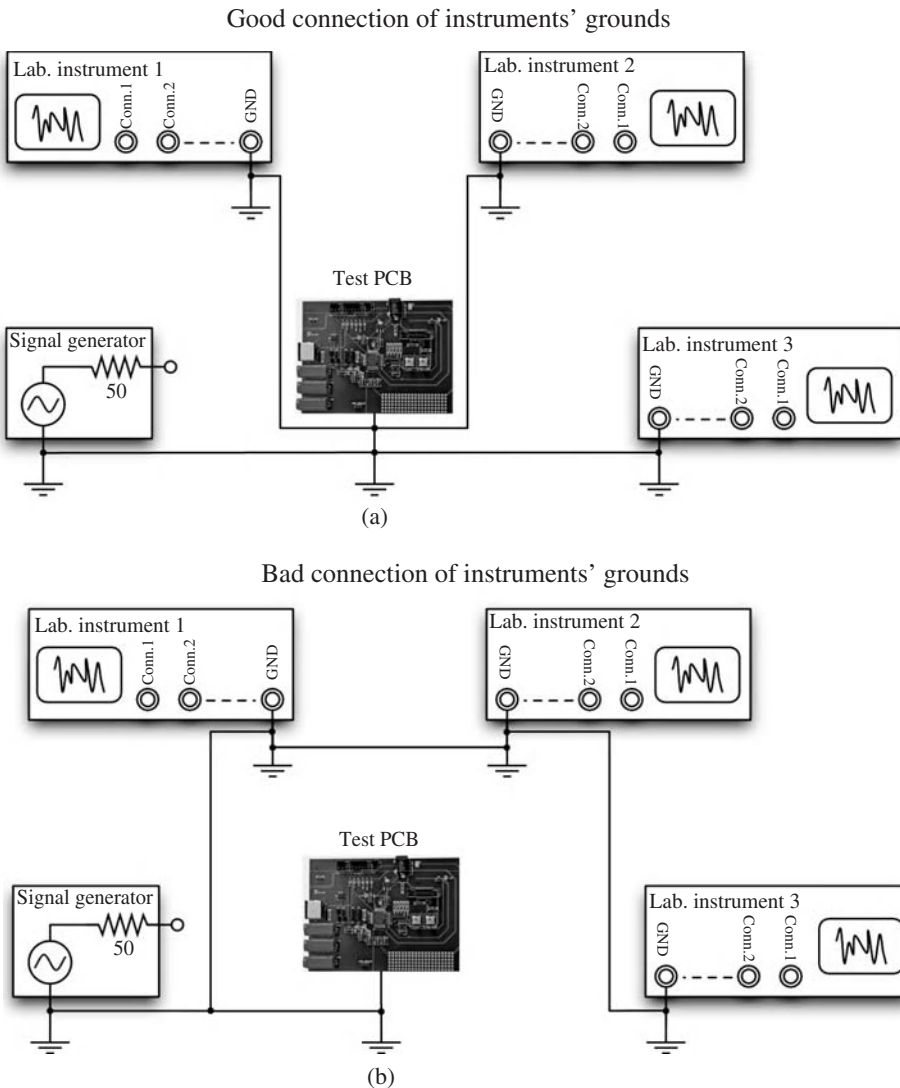 Good connection of instruments’ grounds
Lab. instrument 1
Conn.1
Conn.2
GND
Lab. instrument 2
GND
Conn.2
Conn.1
Test PCB
Signal generator
50
Lab. instrument 3
GND
Conn.2
Conn.1
(a)
Bad connection of instruments’ grounds
Lab. instrument 1
Conn.1
Conn.2
GND
Lab. instrument 2
GND
Conn.2
Conn.1
Test PCB
Signal generator
50
Lab. instrument 3
GND
Conn.2
Conn.1
(b)